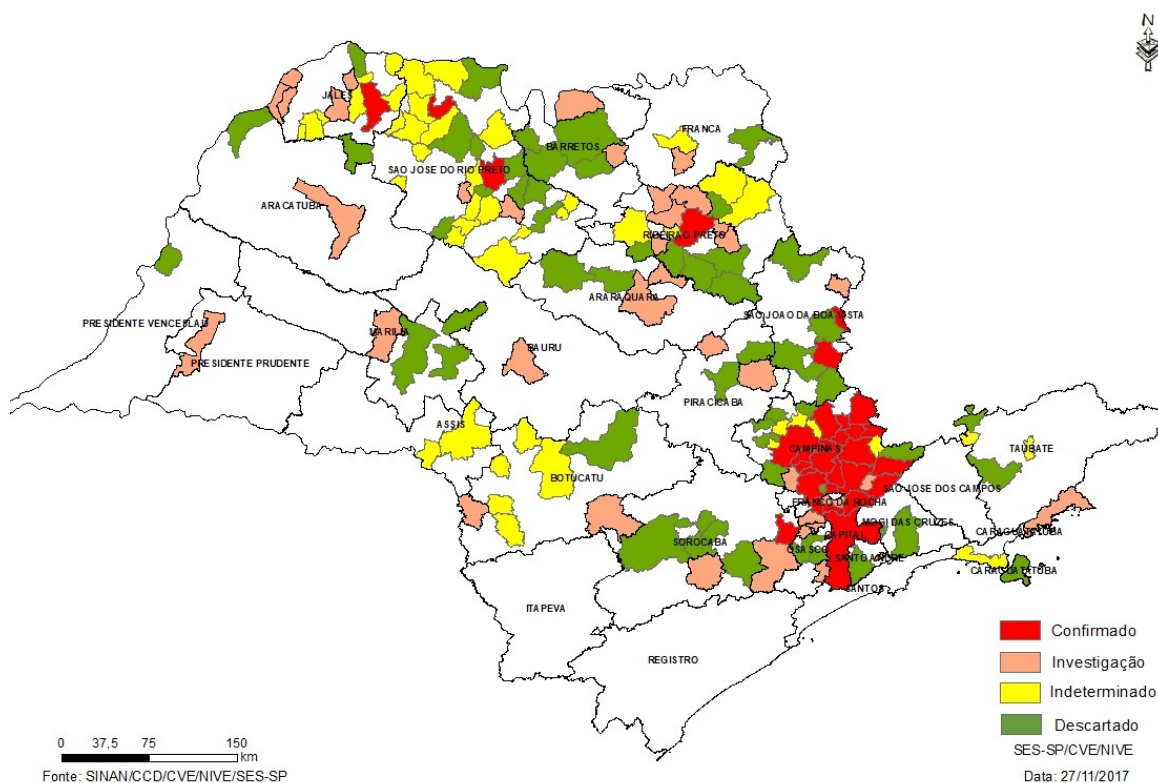 N
JALES
FRANCA
BARRETOS
SAO JOSE DO RIO PRETO
ARACATUBA
RIBEIRAO PRETO
ARARAQUARA
SAO JOAO DA BOA VISTA
PRESIDENTE VENCESLAU
MARILIA
BAURU
PRESIDENTE PRUDENTE
PIRACICABA
ASSIS
CAMPINAS
TAUBATE
BOTUCATU
SAO JOSE DOS CAMPOS
FRANCO DA ROCHA
MOGI DAS CRUZES
CARAGUATATUBA
CAPITAL
SOROCABA
OSASCO
SANTO ANDRE
CARAGUATATUBA
SANTOS
ITAPEVA
REGISTRO
Confirmado
Investigação
Indeterminado
Descartado
SES-SP/CVE/NIVE
Data: 27/11/2017
0 37,5 75 150
km
Fonte: SINAN/CCD/CVE/NIVE/SES-SP